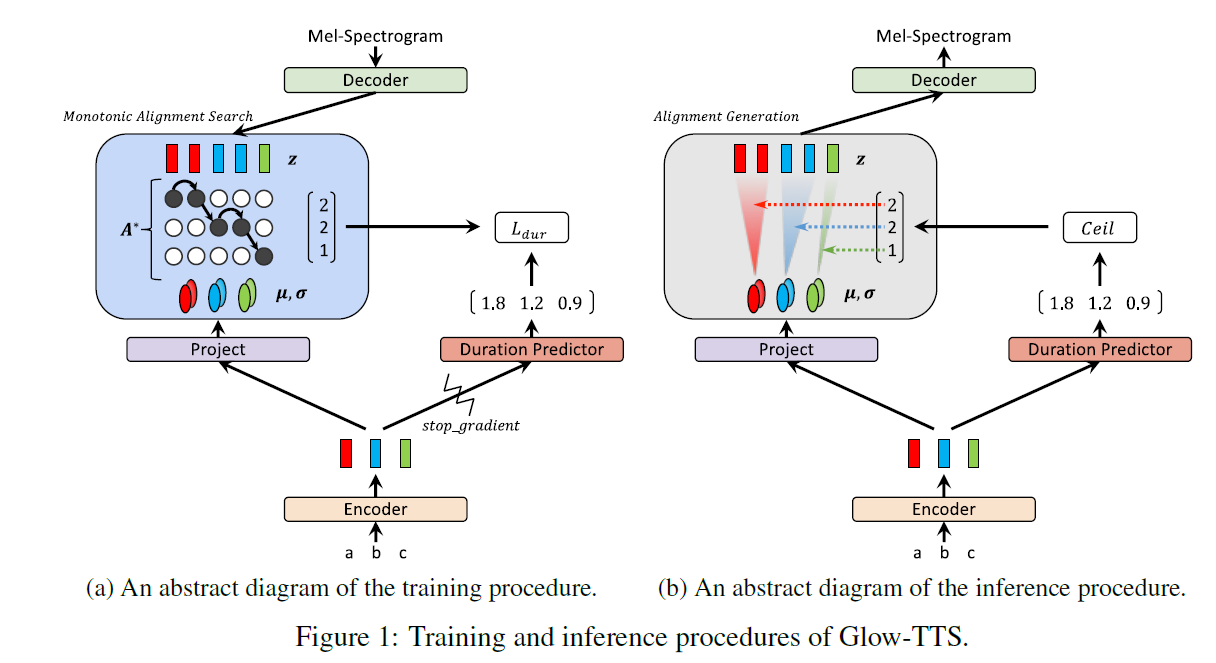 Mel-Spectrogram
Decoder
Monotonic Alignment Search
z
A*
2
2
1
μ, σ
L_dur
1.8 1.2 0.9
Project
Duration Predictor
stop_gradient
Encoder
a b c
(a) An abstract diagram of the training procedure.
Mel-Spectrogram
Decoder
Alignment Generation
z
2
2
1
μ, σ
Ceil
1.8 1.2 0.9
Project
Duration Predictor
Encoder
a b c
(b) An abstract diagram of the inference procedure.
Figure 1: Training and inference procedures of Glow-TTS.